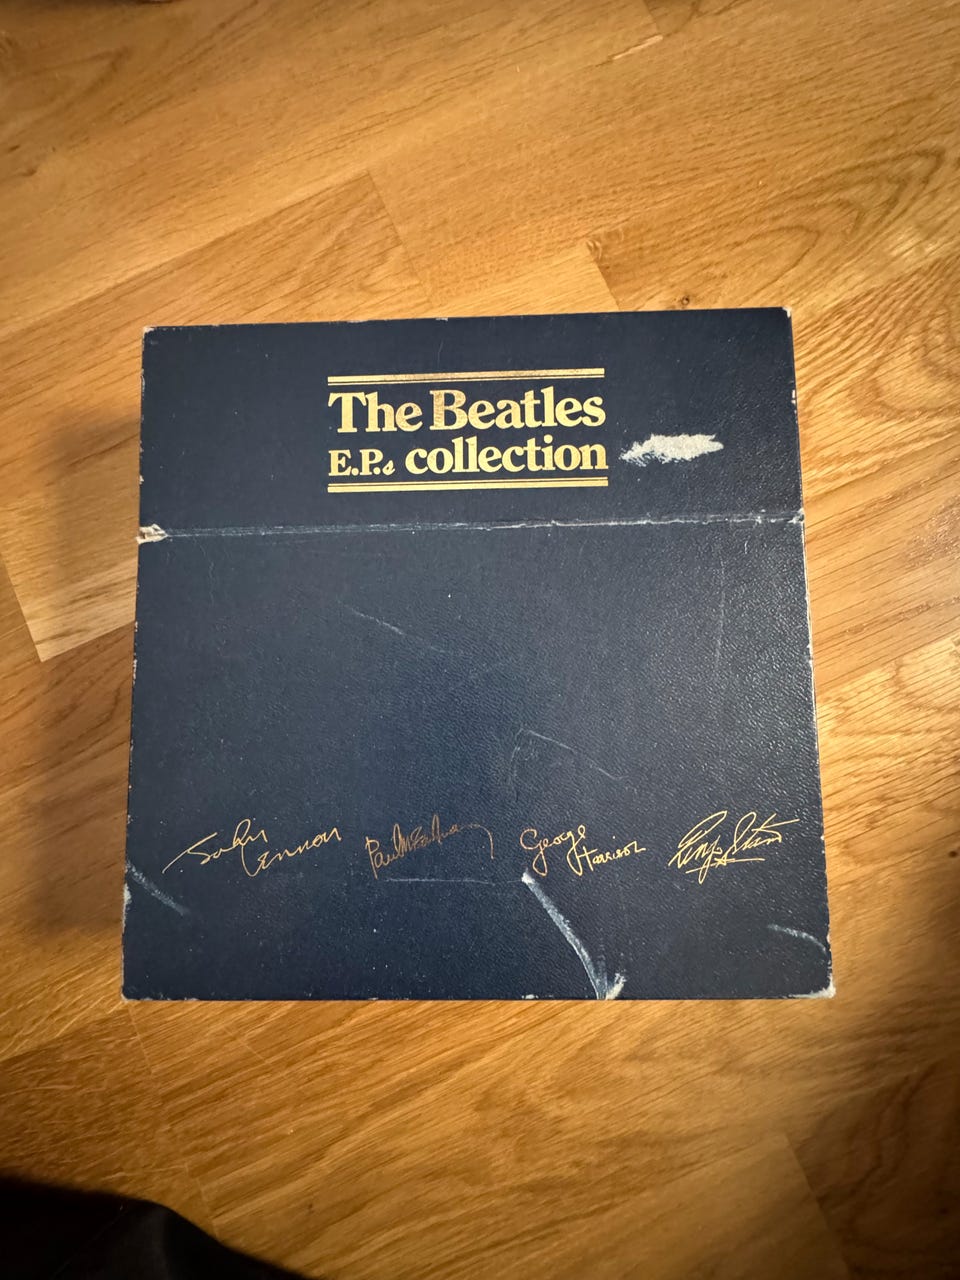 The Beatles
E.P.s collection
John Lennon Paul McCartney George Harrison Ringo Starr